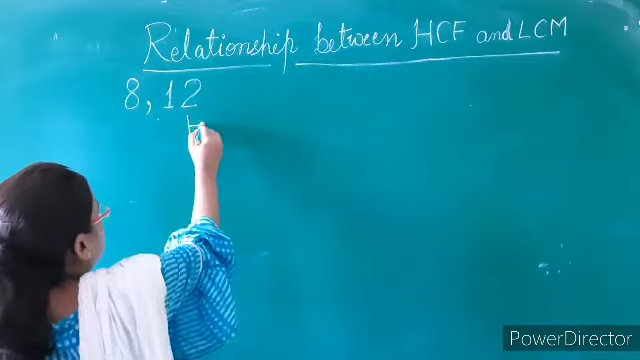 Relationship between HCF and LCM
8, 12
PowerDirector